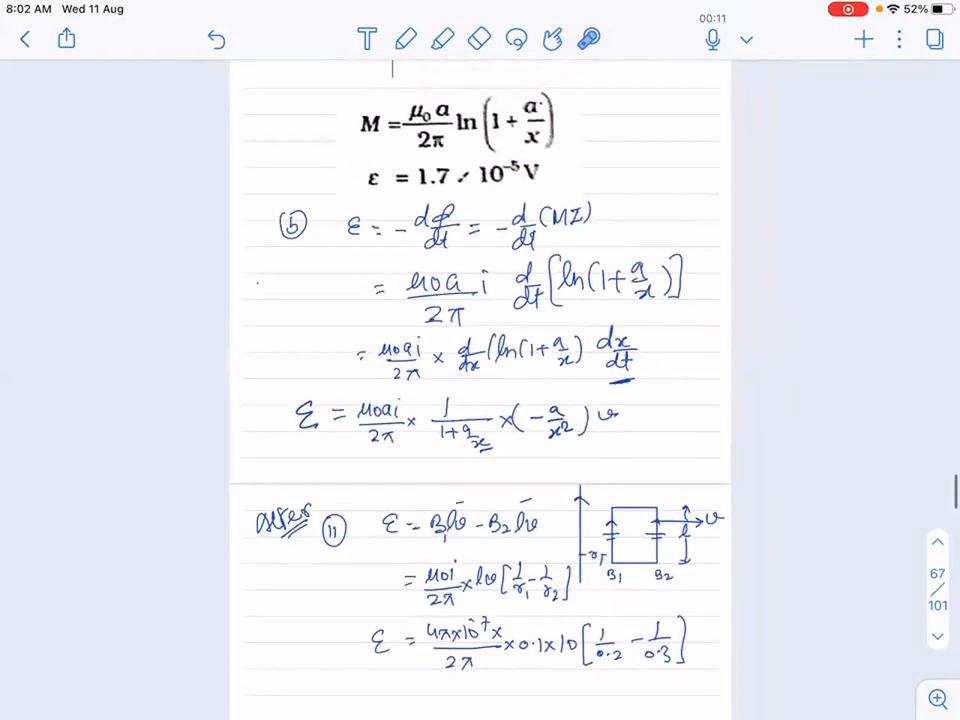 8:02 AM Wed 11 Aug
52%
00:11
M = μ₀ a / 2π ln (1 + a / x)
ε = 1.7 × 10⁻⁵ V
(b) ε = - dφ/dt = - d/dt (MI)
= μ0a i / 2π d/dt [ln(1+a/x)]
= μ0ai / 2π × d/dx (ln(1+a/x) dx/dt
ε = μ0ai / 2π × 1 / 1+a/x × (- a/x²) v
(11) ε = B₁lv - B₂lv
v
l
r₁
B₁ B₂
= μ0i / 2π × lv [1/r₁ - 1/r₂]
ε = 4π×10⁻⁷ × / 2π × 0.1×10 [1/0.2 - 1/0.3]
67
/
101